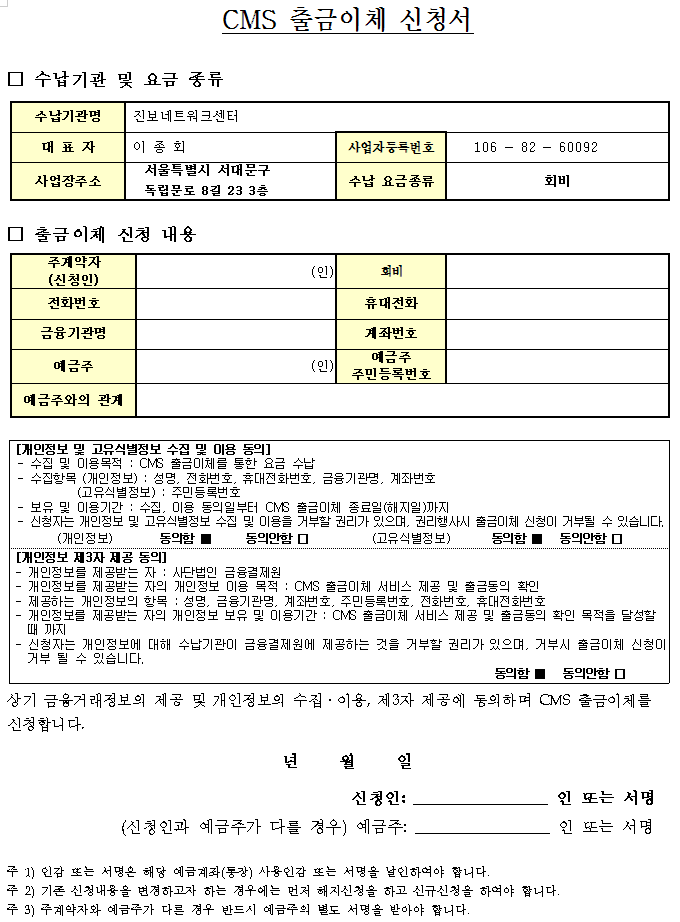 CMS 출금이체 신청서
□ 수납기관 및 요금 종류
수납기관명 진보네트워크센터
대 표 자 이 종 회 사업자등록번호 106 - 82 - 60092
사업장주소 서울특별시 서대문구 독립문로 8길 23 3층 수납 요금종류 회비
□ 출금이체 신청 내용
주계약자 (신청인) (인) 회비
전화번호 휴대전화
금융기관명 계좌번호
예금주 (인) 예금주 주민등록번호
예금주와의 관계
[개인정보 및 고유식별정보 수집 및 이용 동의]
- 수집 및 이용목적 : CMS 출금이체를 통한 요금 수납
- 수집항목 (개인정보) : 성명, 전화번호, 휴대전화번호, 금융기관명, 계좌번호
(고유식별정보) : 주민등록번호
- 보유 및 이용기간 : 수집, 이용 동의일부터 CMS 출금이체 종료일(해지일)까지
- 신청자는 개인정보 및 고유식별정보 수집 및 이용을 거부할 권리가 있으며, 권리행사시 출금이체 신청이 거부될 수 있습니다.
(개인정보) 동의함 ■ 동의안함 □ (고유식별정보) 동의함 ■ 동의안함 □
[개인정보 제3자 제공 동의]
- 개인정보를 제공받는 자 : 사단법인 금융결제원
- 개인정보를 제공받는 자의 개인정보 이용 목적 : CMS 출금이체 서비스 제공 및 출금동의 확인
- 제공하는 개인정보의 항목 : 성명, 금융기관명, 계좌번호, 주민등록번호, 전화번호, 휴대전화번호
- 개인정보를 제공받는 자의 개인정보 보유 및 이용기간 : CMS 출금이체 서비스 제공 및 출금동의 확인 목적을 달성할
때 까지
- 신청자는 개인정보에 대해 수납기관이 금융결제원에 제공하는 것을 거부할 권리가 있으며, 거부시 출금이체 신청이
거부 될 수 있습니다.
동의함 ■ 동의안함 □
상기 금융거래정보의 제공 및 개인정보의 수집·이용, 제3자 제공에 동의하며 CMS 출금이체를
신청합니다.
년 월 일
신청인: ________________ 인 또는 서명
(신청인과 예금주가 다를 경우) 예금주: ________________ 인 또는 서명
주 1) 인감 또는 서명은 해당 예금계좌(통장) 사용인감 또는 서명을 날인하여야 합니다.
주 2) 기존 신청내용을 변경하고자 하는 경우에는 먼저 해지신청을 하고 신규신청을 하여야 합니다.
주 3) 주계약자와 예금주가 다른 경우 반드시 예금주의 별도 서명을 받아야 합니다.